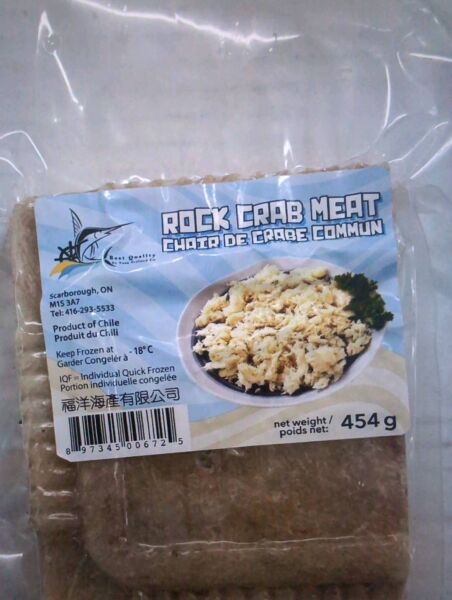 ROCK CRAB MEAT
CHAIR DE CRABE COMMUN
Best Quality
Scarborough, ON
M1S 3A7
Tel: 416-293-5533
Product of Chile
Produit du Chili
Keep Frozen at
Garder Congeler à -18°C
IQF = Individual Quick Frozen
Portion individuelle congelée
福洋海產有限公司
8 97345 00672 5
net weight /
poids net: 454 g